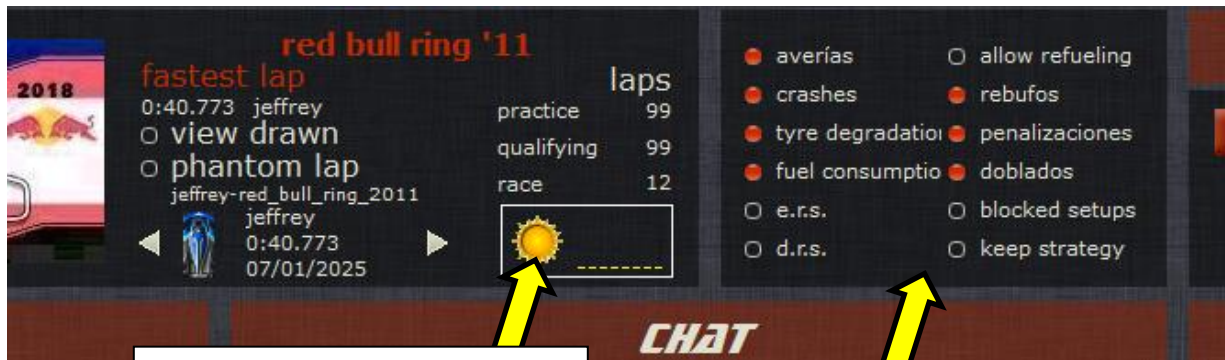 2018
red bull ring '11
fastest lap
0:40.773 jeffrey
view drawn
phantom lap
jeffrey-red_bull_ring_2011
jeffrey
0:40.773
07/01/2025
laps
practice 99
qualifying 99
race 12
averías
crashes
tyre degradatio
fuel consumptio
e.r.s.
d.r.s.
allow refueling
rebufos
penalizaciones
doblados
blocked setups
keep strategy
CHAT